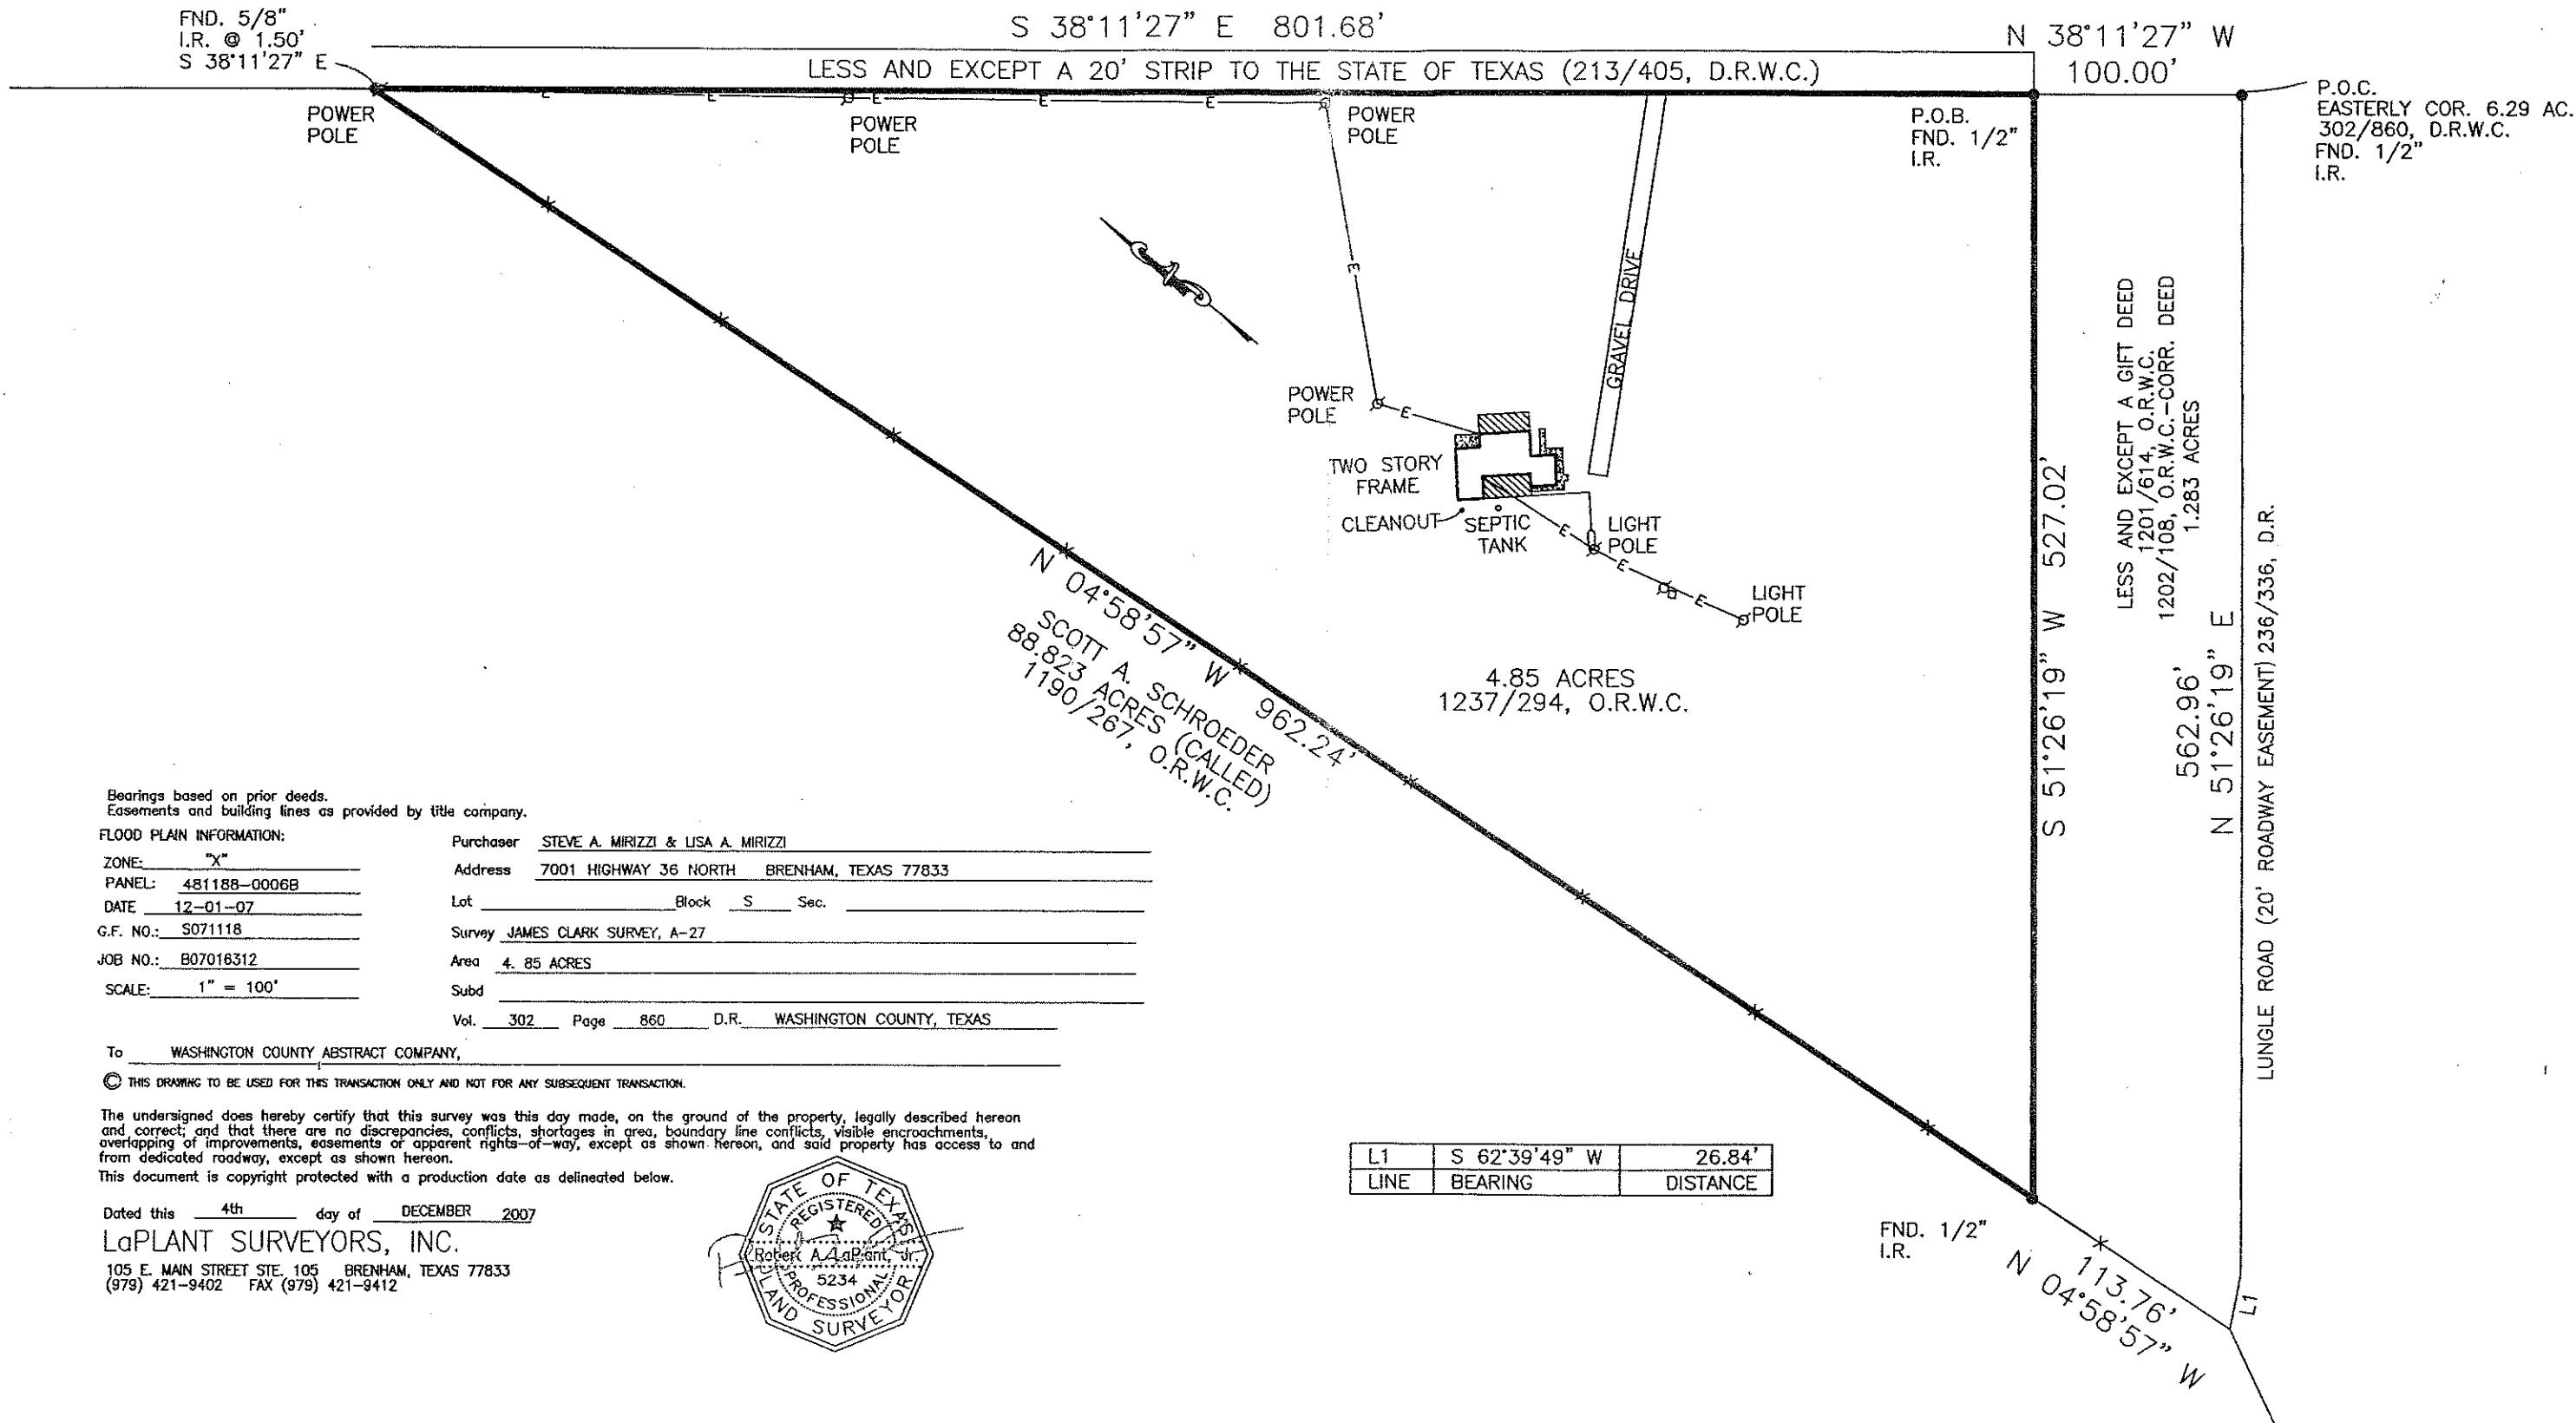 FND. 5/8"
I.R. @ 1.50'
S 38°11'27" E
S 38°11'27" E 801.68'
N 38°11'27" W
100.00'
LESS AND EXCEPT A 20' STRIP TO THE STATE OF TEXAS (213/405, D.R.W.C.)
P.O.C.
EASTERLY COR. 6.29 AC.
302/860, D.R.W.C.
FND. 1/2"
I.R.
E
E
E
E
E
POWER
POLE
POWER
POLE
POWER
POLE
P.O.B.
FND. 1/2"
I.R.
E
GRAVEL DRIVE
POWER
POLE
E
TWO STORY
FRAME
CLEANOUT
SEPTIC
TANK
E
LIGHT
POLE
E
E
LIGHT
POLE
4.85 ACRES
1237/294, O.R.W.C.
N 04°58'57" W 962.24'
SCOTT A. SCHROEDER
88.823 ACRES (CALLED)
1190/267, O.R.W.C.
S 51°26'19" W 527.02'
LESS AND EXCEPT A GIFT DEED
1201/614, O.R.W.C.
1202/108, O.R.W.C.-CORR. DEED
1.283 ACRES
562.96'
N 51°26'19" E
LUNGLE ROAD (20' ROADWAY EASEMENT) 236/336, D.R.
Bearings based on prior deeds.
Easements and building lines as provided by title company.
FLOOD PLAIN INFORMATION:
ZONE: "X"
PANEL: 481188-0006B
DATE 12-01-07
G.F. NO.: S071118
JOB NO.: B07016312
SCALE: 1" = 100'
Purchaser STEVE A. MIRIZZI & LISA A. MIRIZZI
Address 7001 HIGHWAY 36 NORTH BRENHAM, TEXAS 77833
Lot Block S Sec.
Survey JAMES CLARK SURVEY, A-27
Area 4. 85 ACRES
Subd
Vol. 302 Page 860 D.R. WASHINGTON COUNTY, TEXAS
To WASHINGTON COUNTY ABSTRACT COMPANY,
© THIS DRAWING TO BE USED FOR THIS TRANSACTION ONLY AND NOT FOR ANY SUBSEQUENT TRANSACTION.
The undersigned does hereby certify that this survey was this day made, on the ground of the property, legally described hereon
and correct; and that there are no discrepancies, conflicts, shortages in area, boundary line conflicts, visible encroachments,
overlapping of improvements, easements or apparent rights-of-way, except as shown hereon, and said property has access to and
from dedicated roadway, except as shown hereon.
This document is copyright protected with a production date as delineated below.
Dated this 4th day of DECEMBER 2007
LaPLANT SURVEYORS, INC.
105 E. MAIN STREET STE. 105 BRENHAM, TEXAS 77833
(979) 421-9402 FAX (979) 421-9412
STATE OF TEXAS
REGISTERED
Robert A. LaPlant, Jr.
5234
PROFESSIONAL
LAND SURVEYOR
L1 S 62°39'49" W 26.84'
LINE BEARING DISTANCE
FND. 1/2"
I.R.
113.76'
N 04°58'57" W
L1